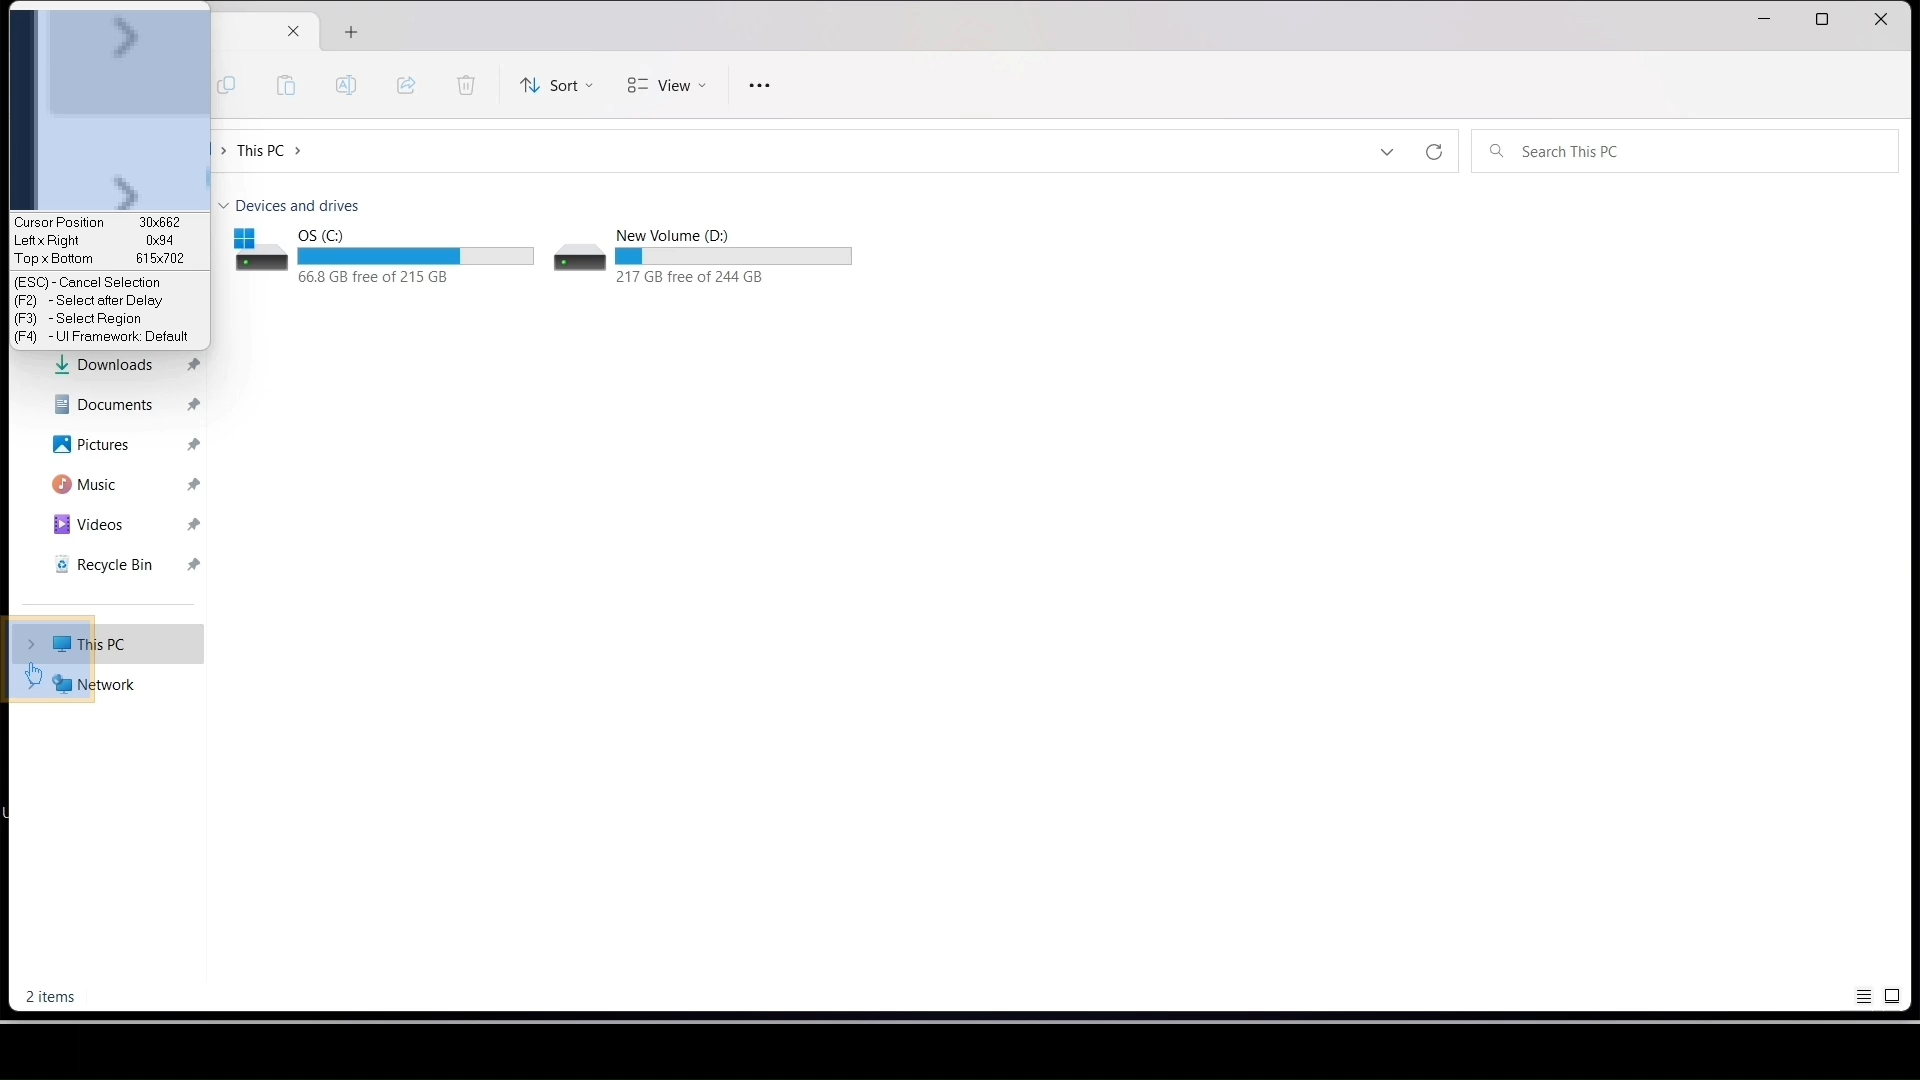 Sort
View
This PC
Search This PC
Cursor Position 30x662
Left x Right 0x94
Top x Bottom 615x702
(ESC) - Cancel Selection
(F2) - Select after Delay
(F3) - Select Region
(F4) - UI Framework: Default
Devices and drives
OS (C:)
66.8 GB free of 215 GB
New Volume (D:)
217 GB free of 244 GB
Downloads
Documents
Pictures
Music
Videos
Recycle Bin
This PC
Network
2 items